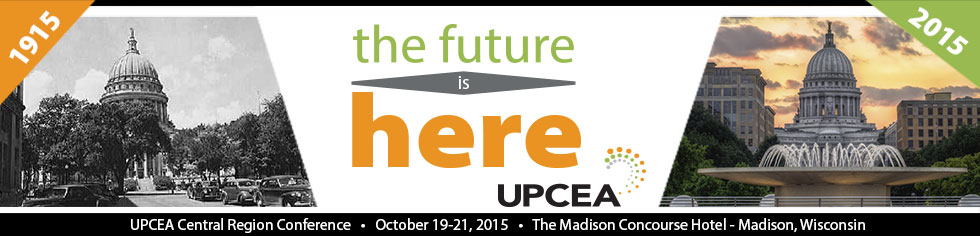 1915
the future
is
here
UPCEA
2015
UPCEA Central Region Conference • October 19-21, 2015 • The Madison Concourse Hotel - Madison, Wisconsin